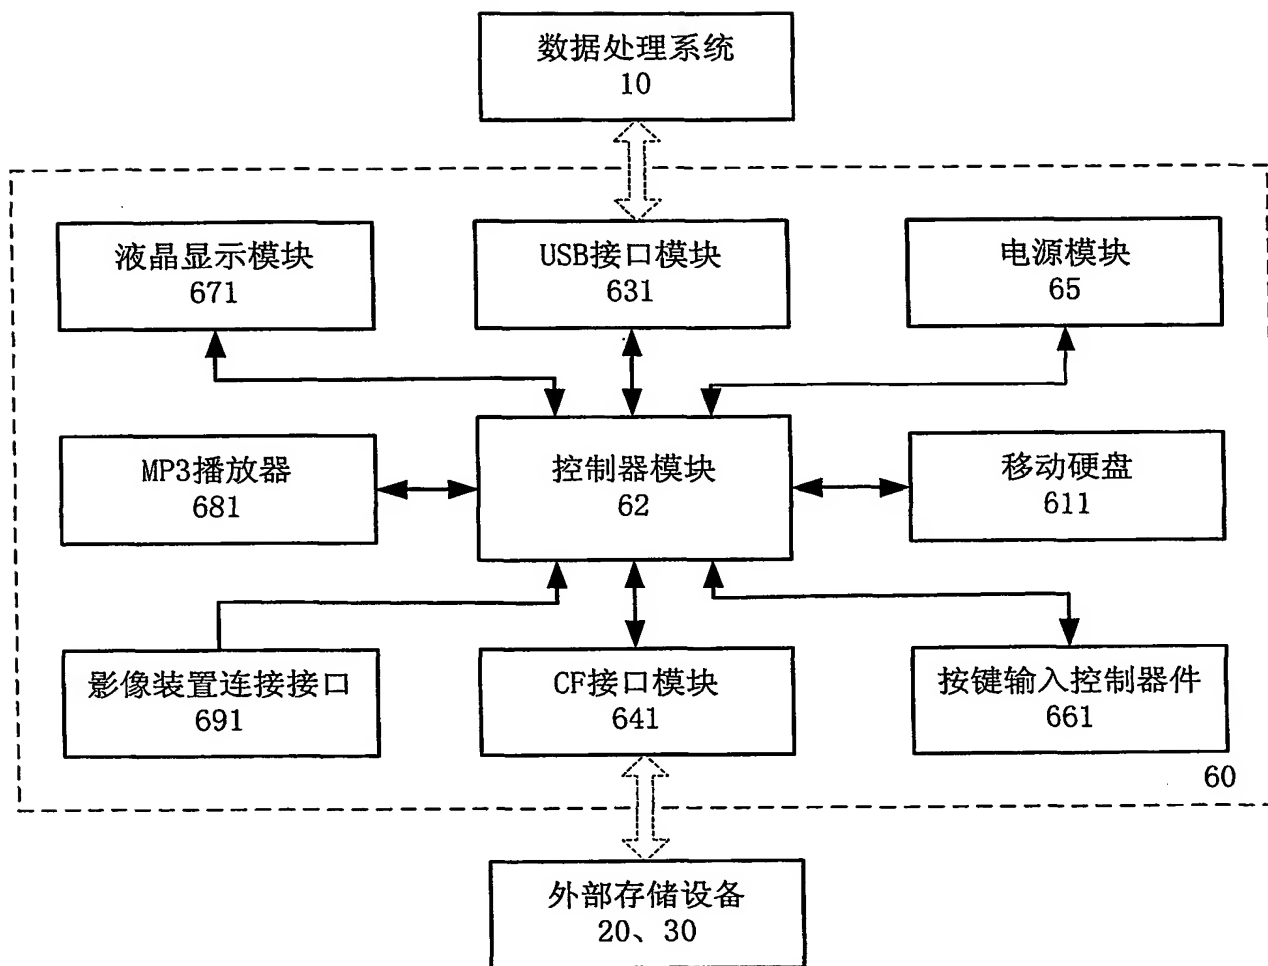 数据处理系统
10
液晶显示模块
671
USB接口模块
631
电源模块
65
MP3播放器
681
控制器模块
62
移动硬盘
611
影像装置连接接口
691
CF接口模块
641
按键输入控制器件
661
60
外部存储设备
20、30